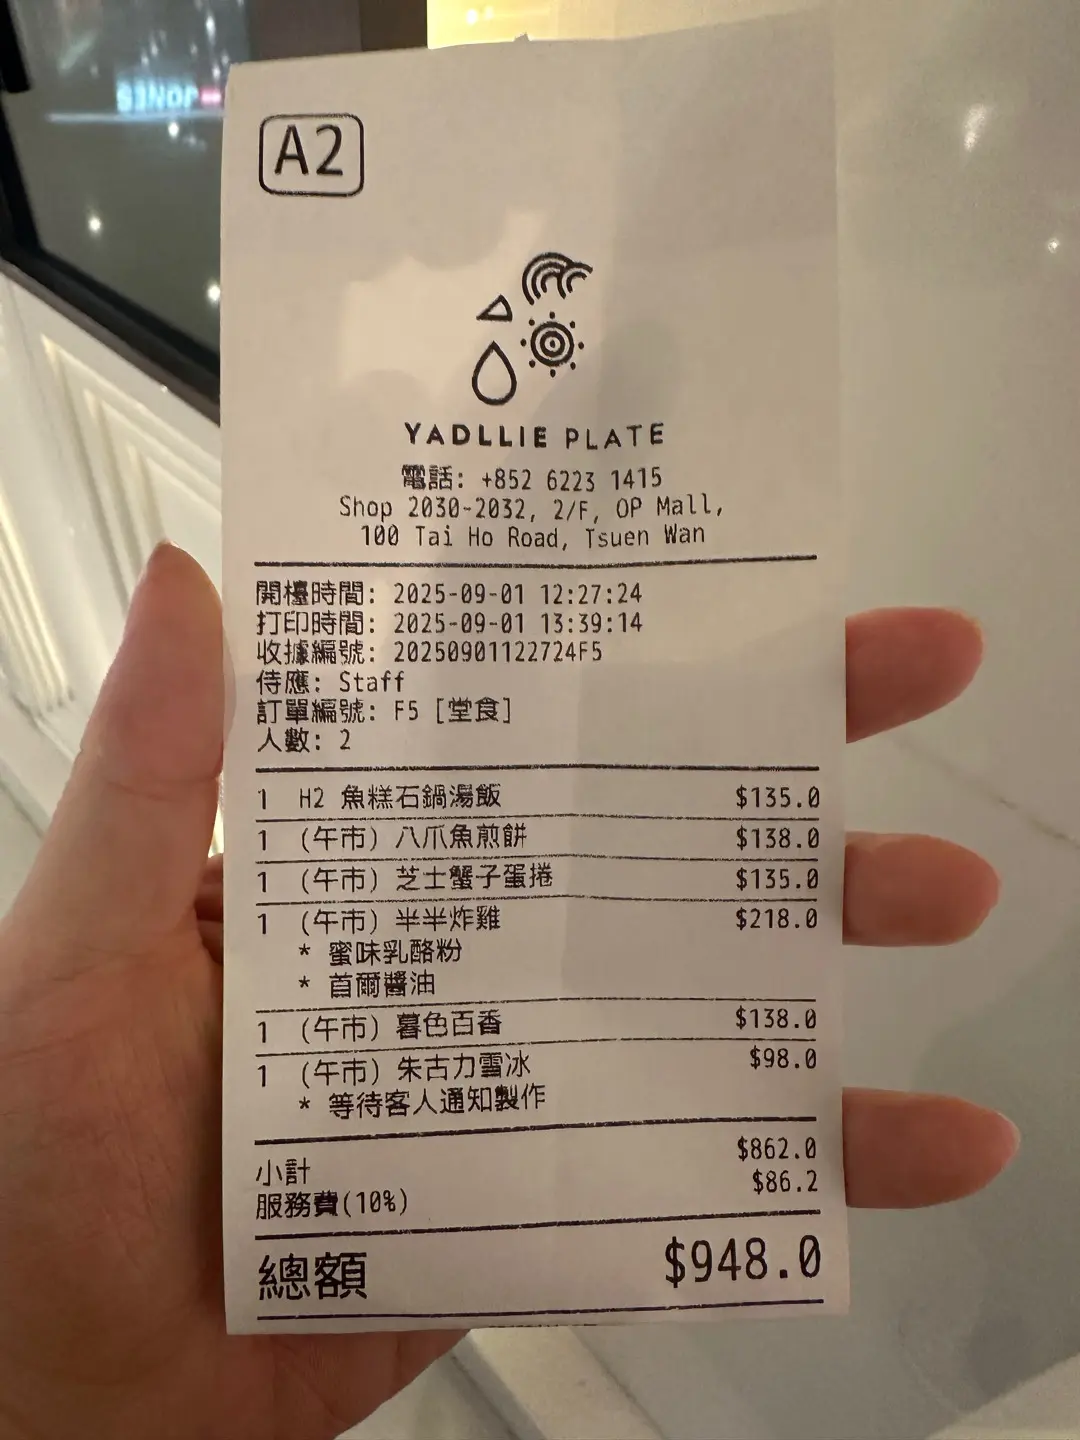 JONES
A2
YADLLIE PLATE
電話: +852 6223 1415
Shop 2030-2032, 2/F, OP Mall,
100 Tai Ho Road, Tsuen Wan
開檯時間: 2025-09-01 12:27:24
打印時間: 2025-09-01 13:39:14
收據編號: 20250901122724F5
侍應: Staff
訂單編號: F5 [堂食]
人數: 2
1 H2 魚糕石鍋湯飯 $135.0
1 (午市) 八爪魚煎餅 $138.0
1 (午市) 芝士蟹子蛋捲 $135.0
1 (午市) 半半炸雞 $218.0
* 蜜味乳酪粉
* 首爾醬油
1 (午市) 暮色百香 $138.0
1 (午市) 朱古力雪冰 $98.0
* 等待客人通知製作
小計 $862.0
服務費(10%) $86.2
總額 $948.0